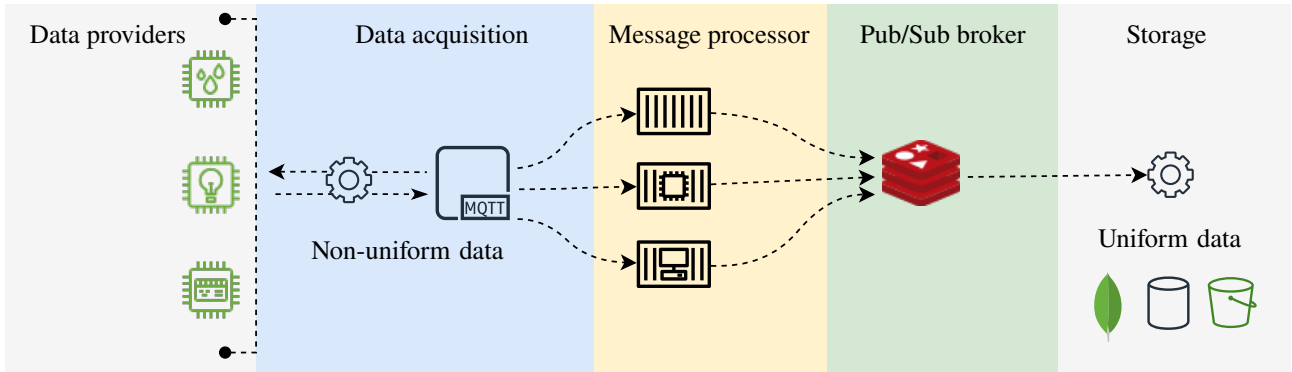 Data providers
Data acquisition
Message processor
Pub/Sub broker
Storage
MQTT
Non-uniform data
Uniform data